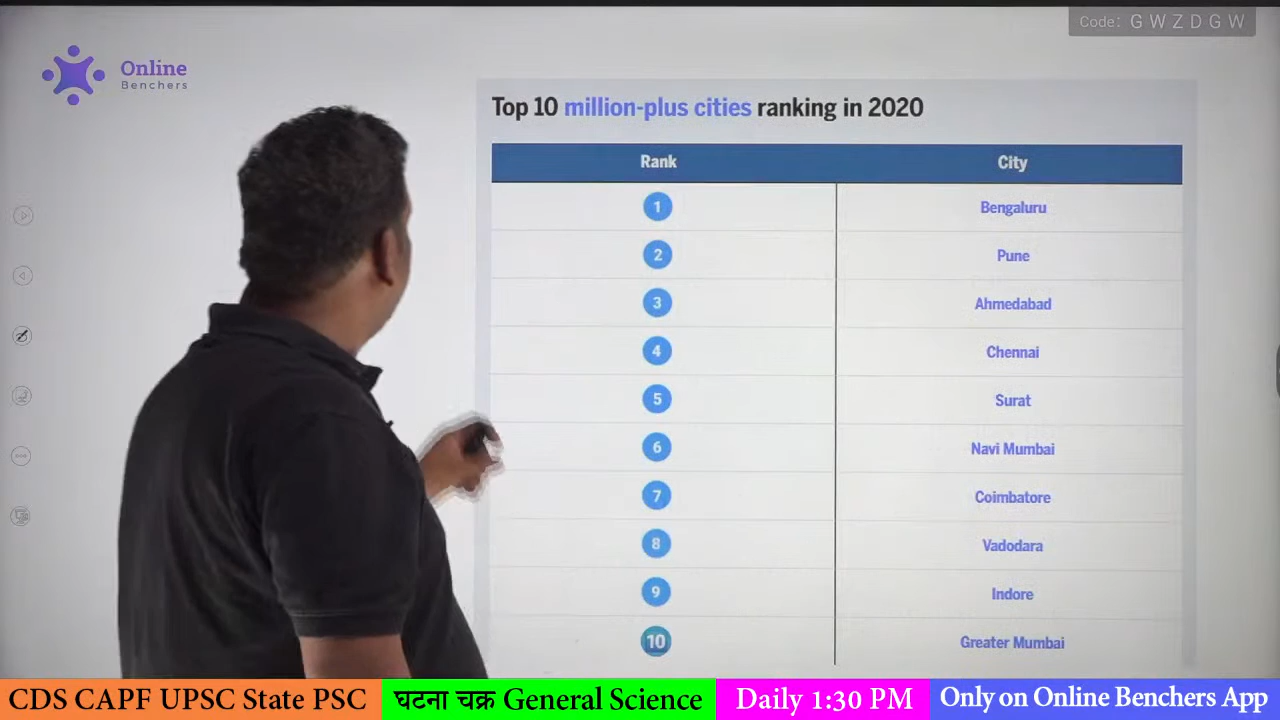 Code: G W Z D G W
Online
Benchers
Top 10 million-plus cities ranking in 2020
Rank City
1 Bengaluru
2 Pune
3 Ahmedabad
4 Chennai
5 Surat
6 Navi Mumbai
7 Coimbatore
8 Vadodara
9 Indore
10 Greater Mumbai
CDS CAPF UPSC State PSC घटना चक्र General Science Daily 1:30 PM Only on Online Benchers App